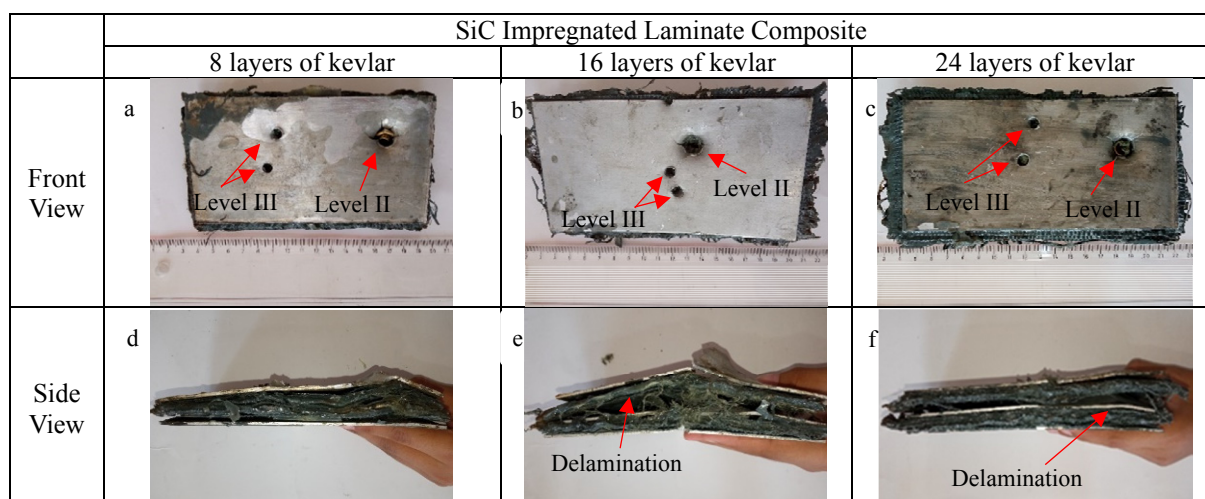 SiC Impregnated Laminate Composite
8 layers of kevlar
16 layers of kevlar
24 layers of kevlar
Front
View
a
Level III
Level II
b
Level III
Level II
c
Level III
Level II
Side
View
d
e
Delamination
f
Delamination